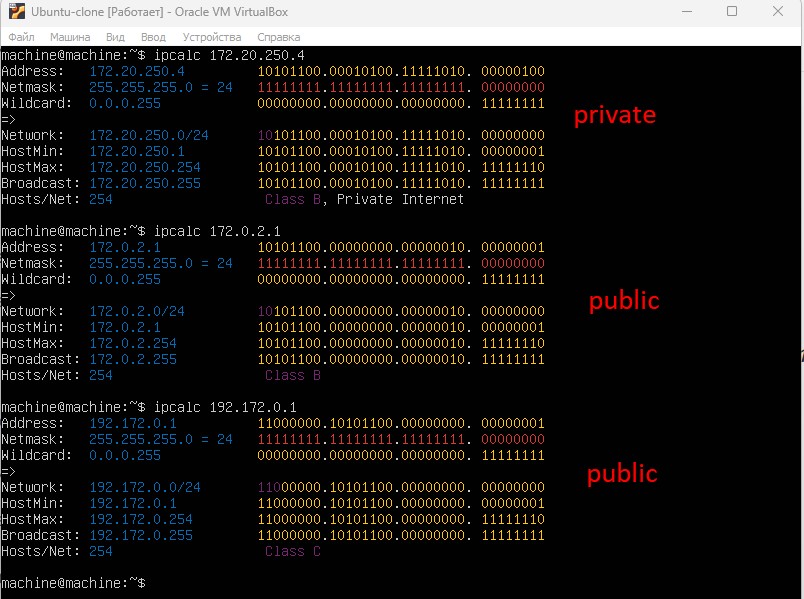 Ubuntu-clone [Работает] - Oracle VM VirtualBox
Файл Машина Вид Ввод Устройства Справка
machine@machine:~$ ipcalc 172.20.250.4
Address: 172.20.250.4 10101100.00010100.11111010. 00000100
Netmask: 255.255.255.0 = 24 11111111.11111111.11111111. 00000000
Wildcard: 0.0.0.255 00000000.00000000.00000000. 11111111
=>
private
Network: 172.20.250.0/24 10101100.00010100.11111010. 00000000
HostMin: 172.20.250.1 10101100.00010100.11111010. 00000001
HostMax: 172.20.250.254 10101100.00010100.11111010. 11111110
Broadcast: 172.20.250.255 10101100.00010100.11111010. 11111111
Hosts/Net: 254 Class B, Private Internet
machine@machine:~$ ipcalc 172.0.2.1
Address: 172.0.2.1 10101100.00000000.00000010. 00000001
Netmask: 255.255.255.0 = 24 11111111.11111111.11111111. 00000000
Wildcard: 0.0.0.255 00000000.00000000.00000000. 11111111
=>
public
Network: 172.0.2.0/24 10101100.00000000.00000010. 00000000
HostMin: 172.0.2.1 10101100.00000000.00000010. 00000001
HostMax: 172.0.2.254 10101100.00000000.00000010. 11111110
Broadcast: 172.0.2.255 10101100.00000000.00000010. 11111111
Hosts/Net: 254 Class B
machine@machine:~$ ipcalc 192.172.0.1
Address: 192.172.0.1 11000000.10101100.00000000. 00000001
Netmask: 255.255.255.0 = 24 11111111.11111111.11111111. 00000000
Wildcard: 0.0.0.255 00000000.00000000.00000000. 11111111
=>
public
Network: 192.172.0.0/24 11000000.10101100.00000000. 00000000
HostMin: 192.172.0.1 11000000.10101100.00000000. 00000001
HostMax: 192.172.0.254 11000000.10101100.00000000. 11111110
Broadcast: 192.172.0.255 11000000.10101100.00000000. 11111111
Hosts/Net: 254 Class C
machine@machine:~$